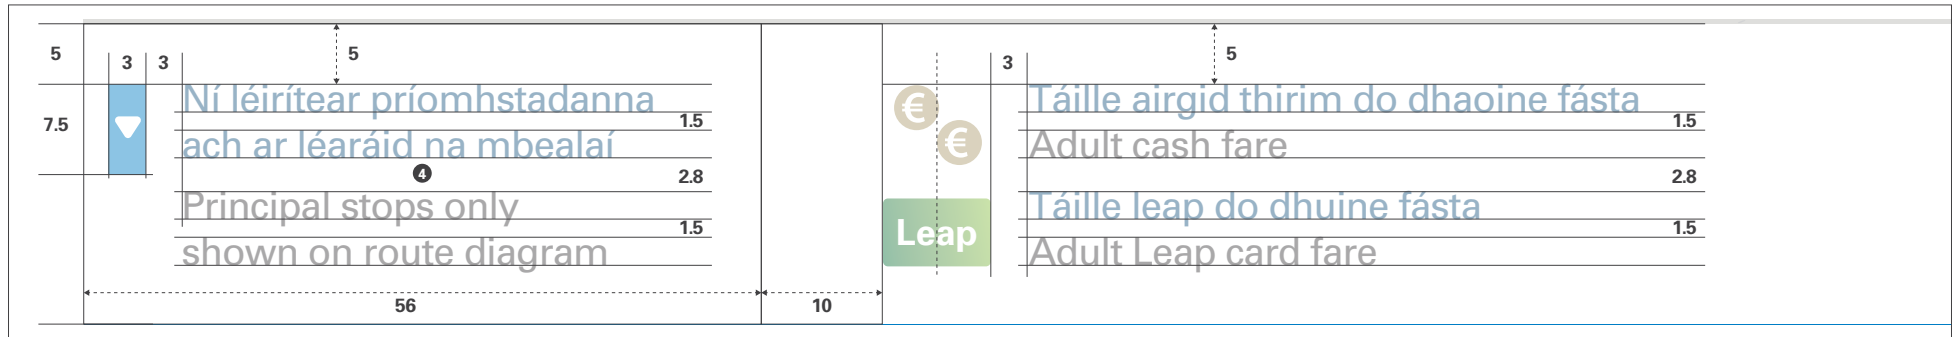 5
3 3
5
7.5
Ní léirítear príomhstadanna
ach ar léaráid na mbealaí
1.5
4
2.8
Principal stops only
shown on route diagram
1.5
56
10
3
5
€
€
Táille airgid thirim do dhaoine fásta
Adult cash fare
1.5
2.8
Leap
Táille leap do dhuine fásta
Adult Leap card fare
1.5